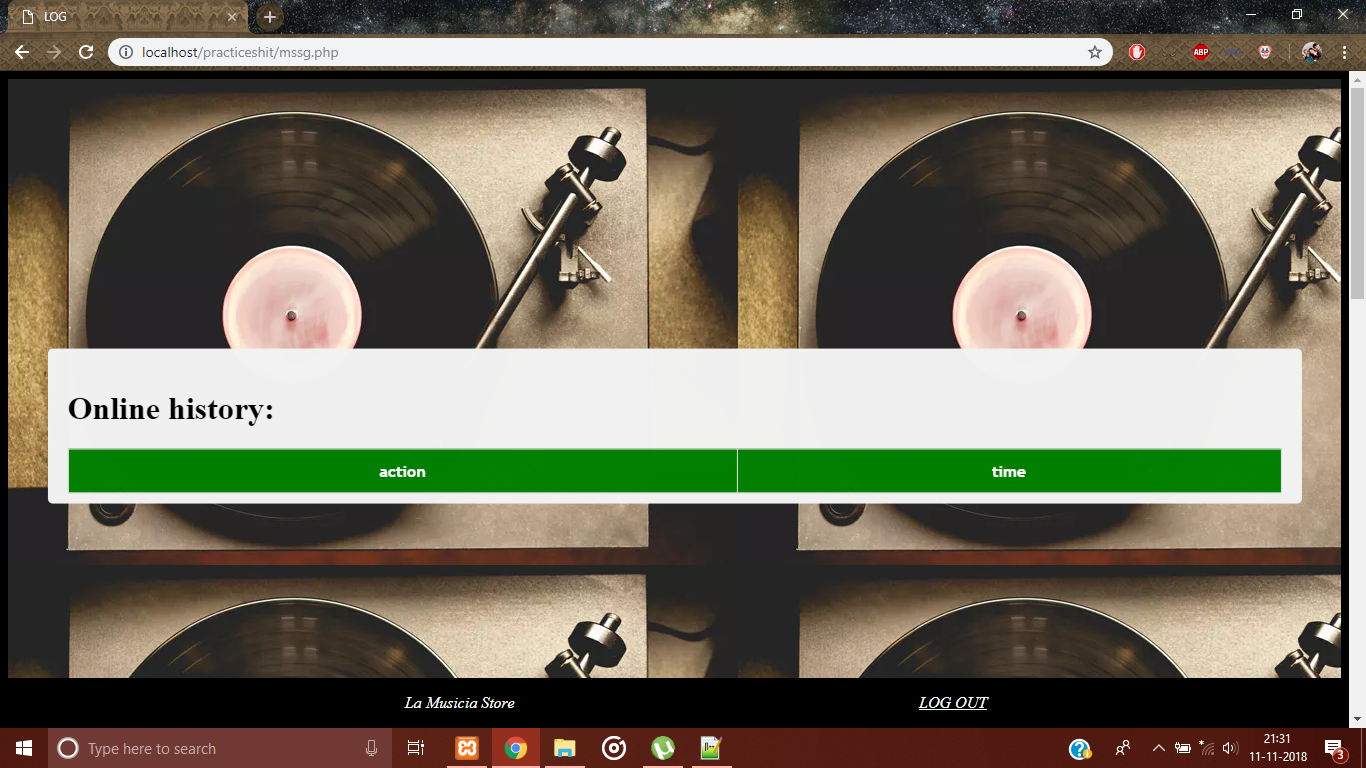 LOG
localhost/practiceshit/mssg.php
ABP
Online history:
action time
La Musicia Store LOG OUT
Type here to search
21:31
11-11-2018
3